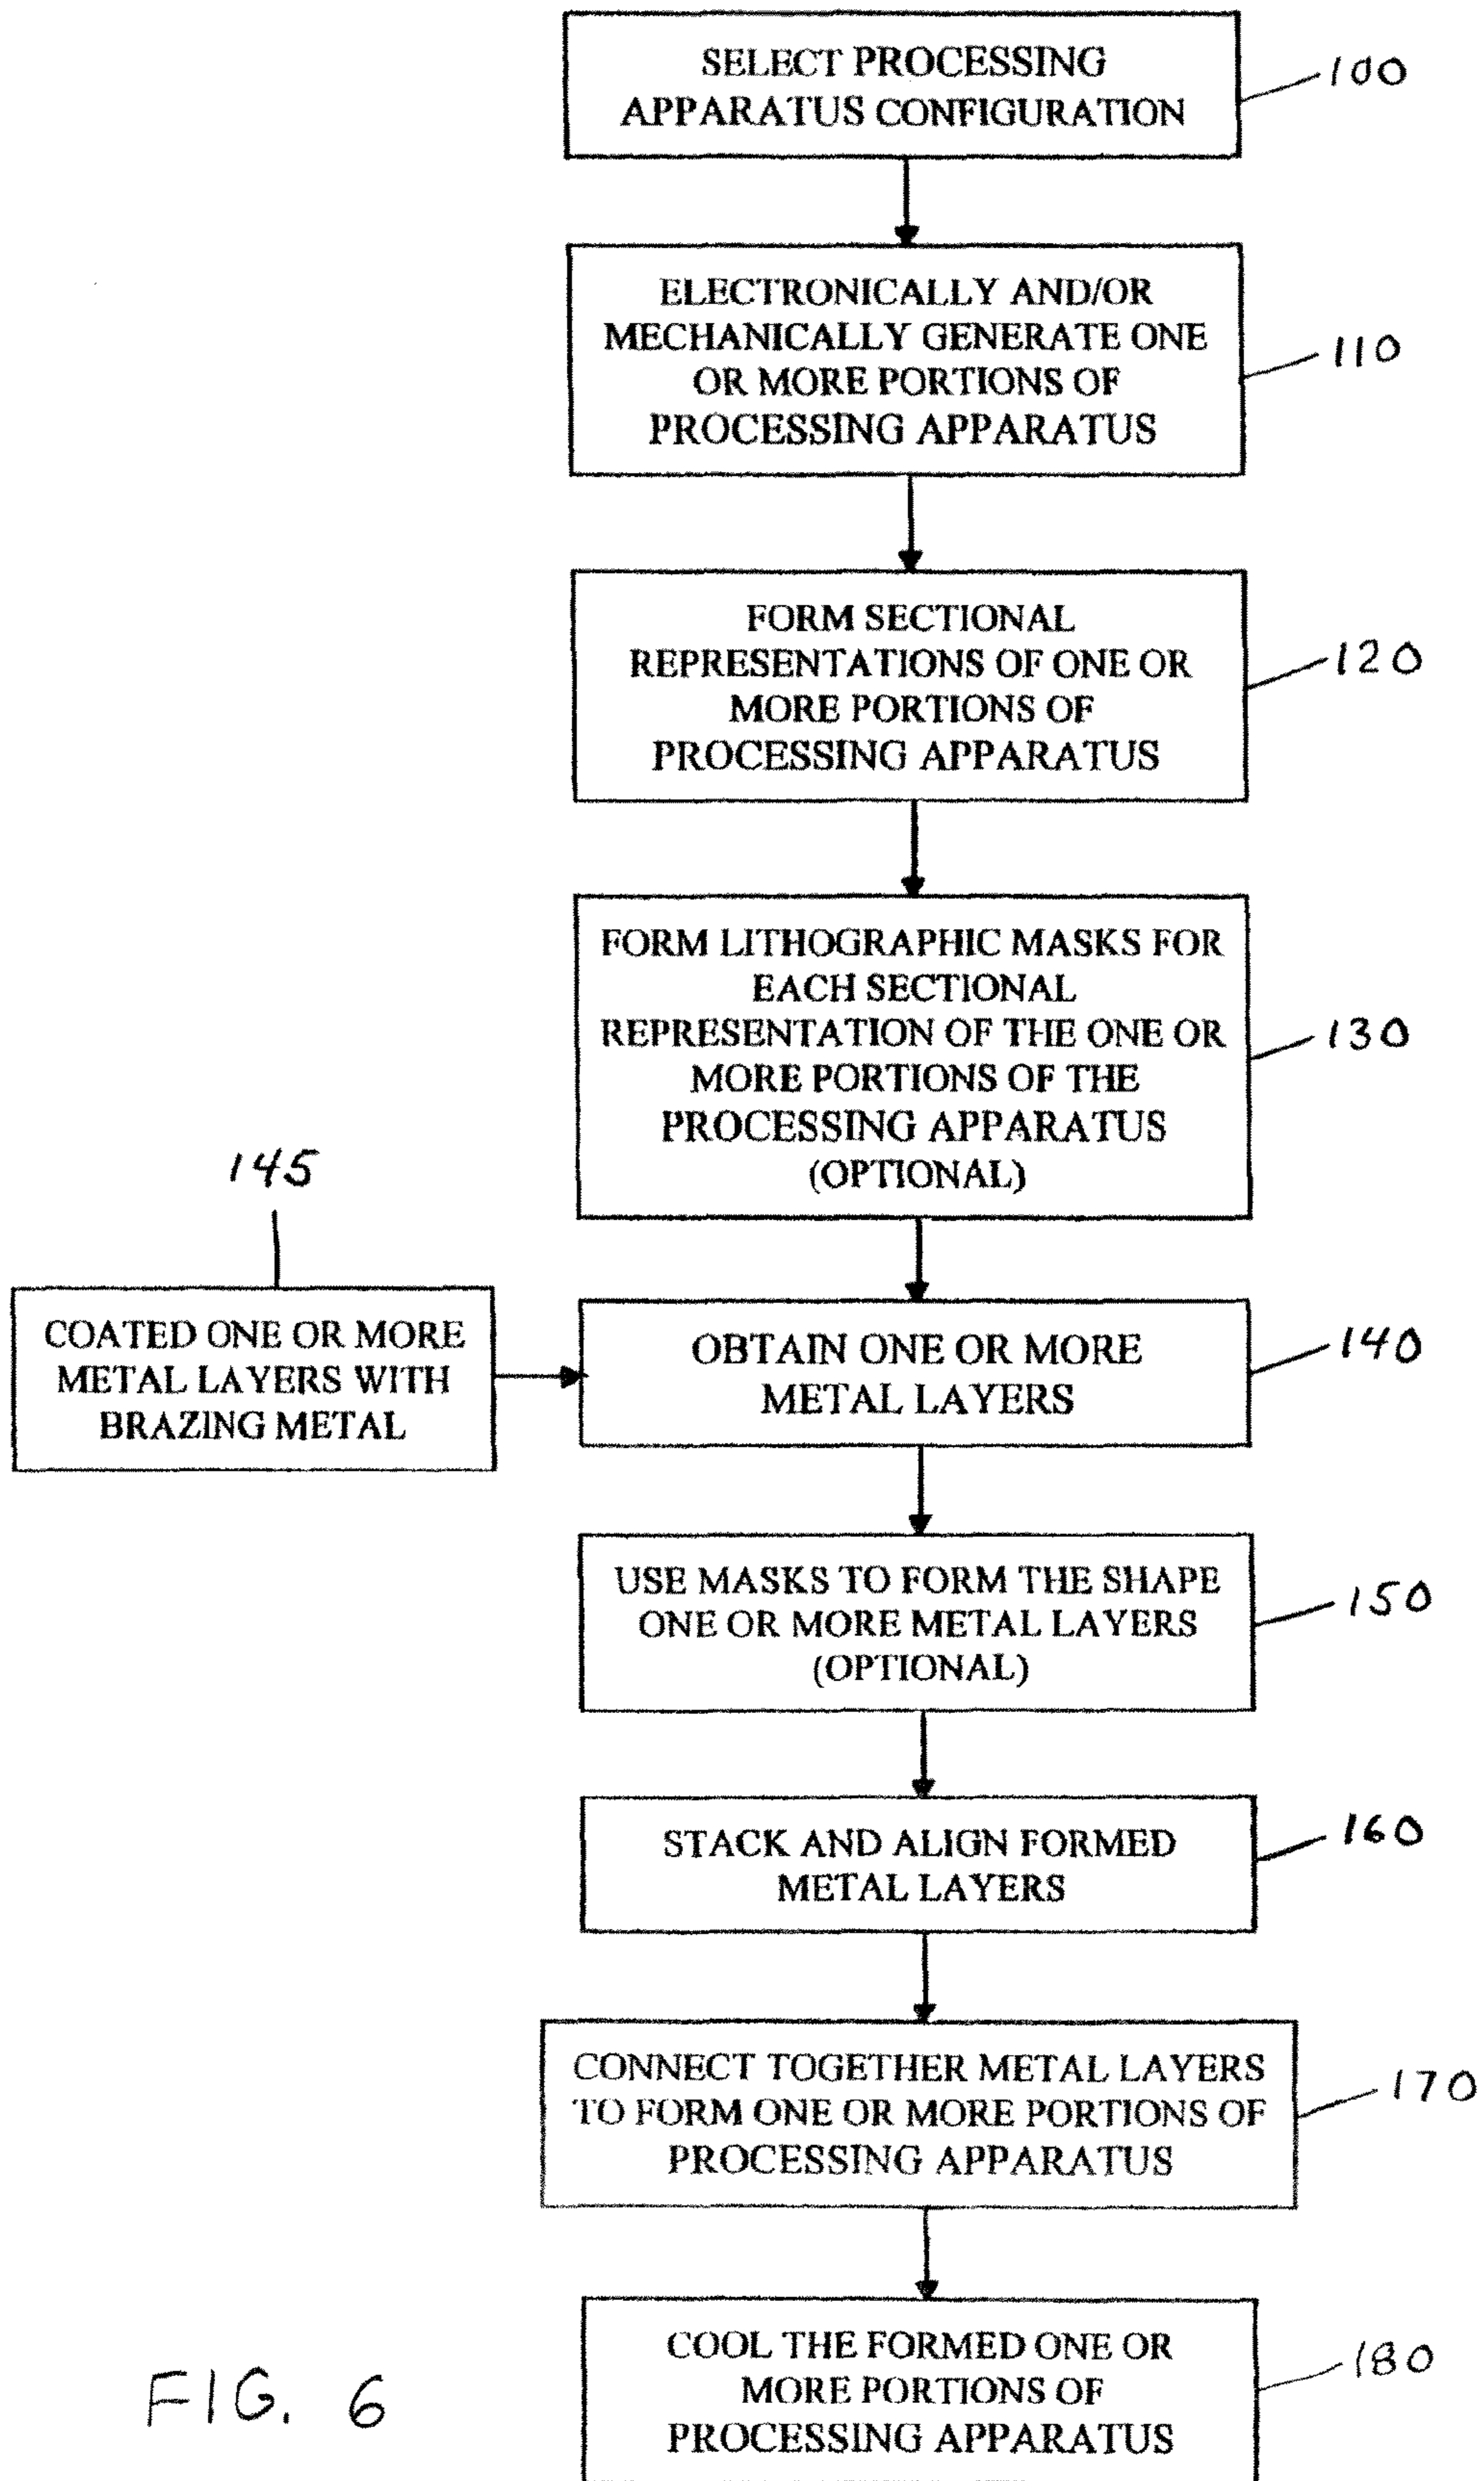 SELECT PROCESSING
APPARATUS CONFIGURATION
100
ELECTRONICALLY AND/OR
MECHANICALLY GENERATE ONE
OR MORE PORTIONS OF
PROCESSING APPARATUS
110
FORM SECTIONAL
REPRESENTATIONS OF ONE OR
MORE PORTIONS OF
PROCESSING APPARATUS
120
FORM LITHOGRAPHIC MASKS FOR
EACH SECTIONAL
REPRESENTATION OF THE ONE OR
MORE PORTIONS OF THE
PROCESSING APPARATUS
(OPTIONAL)
130
145
COATED ONE OR MORE
METAL LAYERS WITH
BRAZING METAL
OBTAIN ONE OR MORE
METAL LAYERS
140
USE MASKS TO FORM THE SHAPE
ONE OR MORE METAL LAYERS
(OPTIONAL)
150
STACK AND ALIGN FORMED
METAL LAYERS
160
CONNECT TOGETHER METAL LAYERS
TO FORM ONE OR MORE PORTIONS OF
PROCESSING APPARATUS
170
COOL THE FORMED ONE OR
MORE PORTIONS OF
PROCESSING APPARATUS
180
FIG. 6